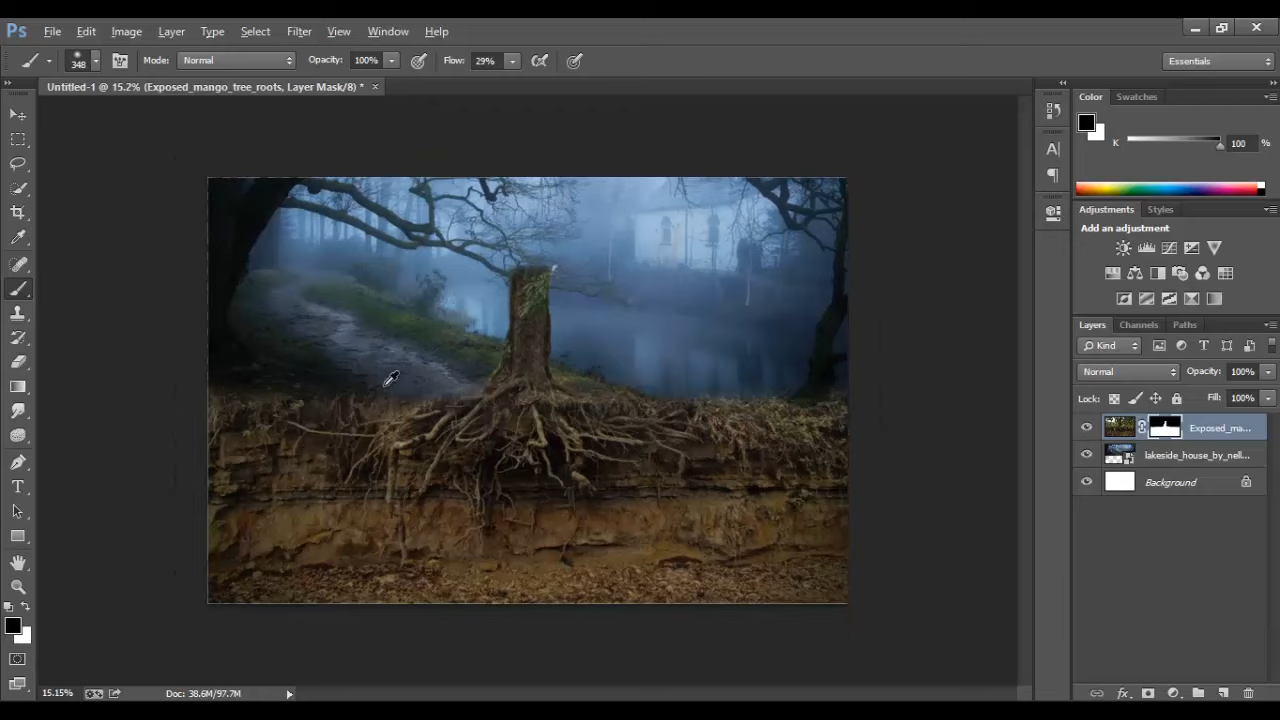 Ps File Edit Image Layer Type Select Filter View Window Help
348 Mode: Normal Opacity: 100% Flow: 29% Essentials
Untitled-1 @ 15.2% (Exposed_mango_tree_roots, Layer Mask/8) *
Color Swatches
K 100 %
Adjustments Styles
Add an adjustment
Layers Channels Paths
Kind T
Normal Opacity: 100%
Lock: Fill: 100%
Exposed_ma...
lakeside_house_by_nell...
Background
15.15% Doc: 38.6M/97.7M